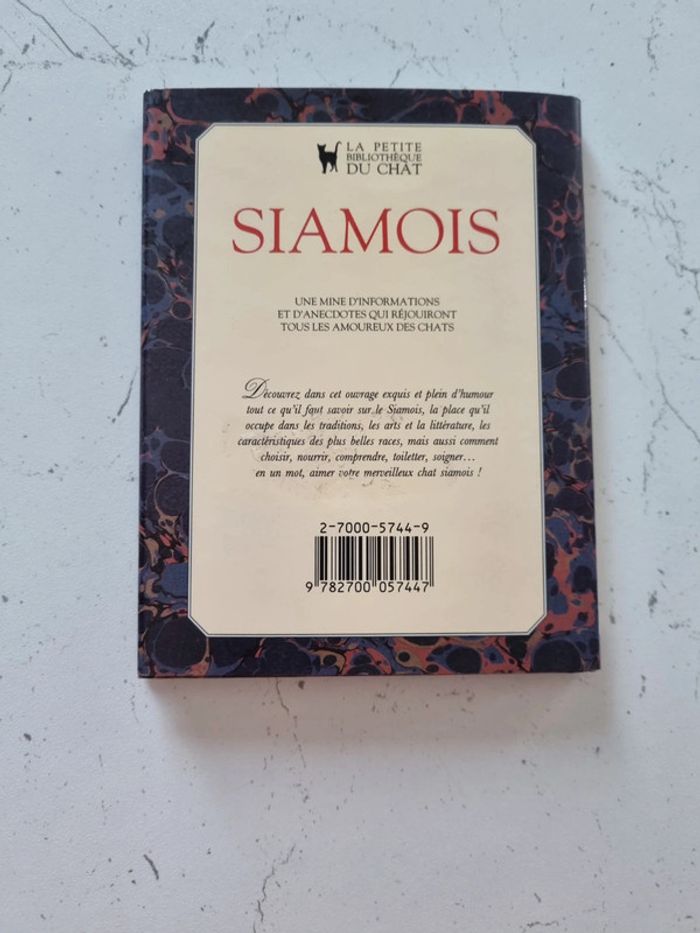 LA PETITE
BIBLIOTHÈQUE
DU CHAT
SIAMOIS
UNE MINE D'INFORMATIONS
ET D'ANECDOTES QUI RÉJOUIRONT
TOUS LES AMOUREUX DES CHATS
Découvrez dans cet ouvrage exquis et plein d'humour
tout ce qu'il faut savoir sur le Siamois, la place qu'il
occupe dans les traditions, les arts et la littérature, les
caractéristiques des plus belles races, mais aussi comment
choisir, nourrir, comprendre, toiletter, soigner...
en un mot, aimer votre merveilleux chat siamois !
2-7000-5744-9
9 782700 057447